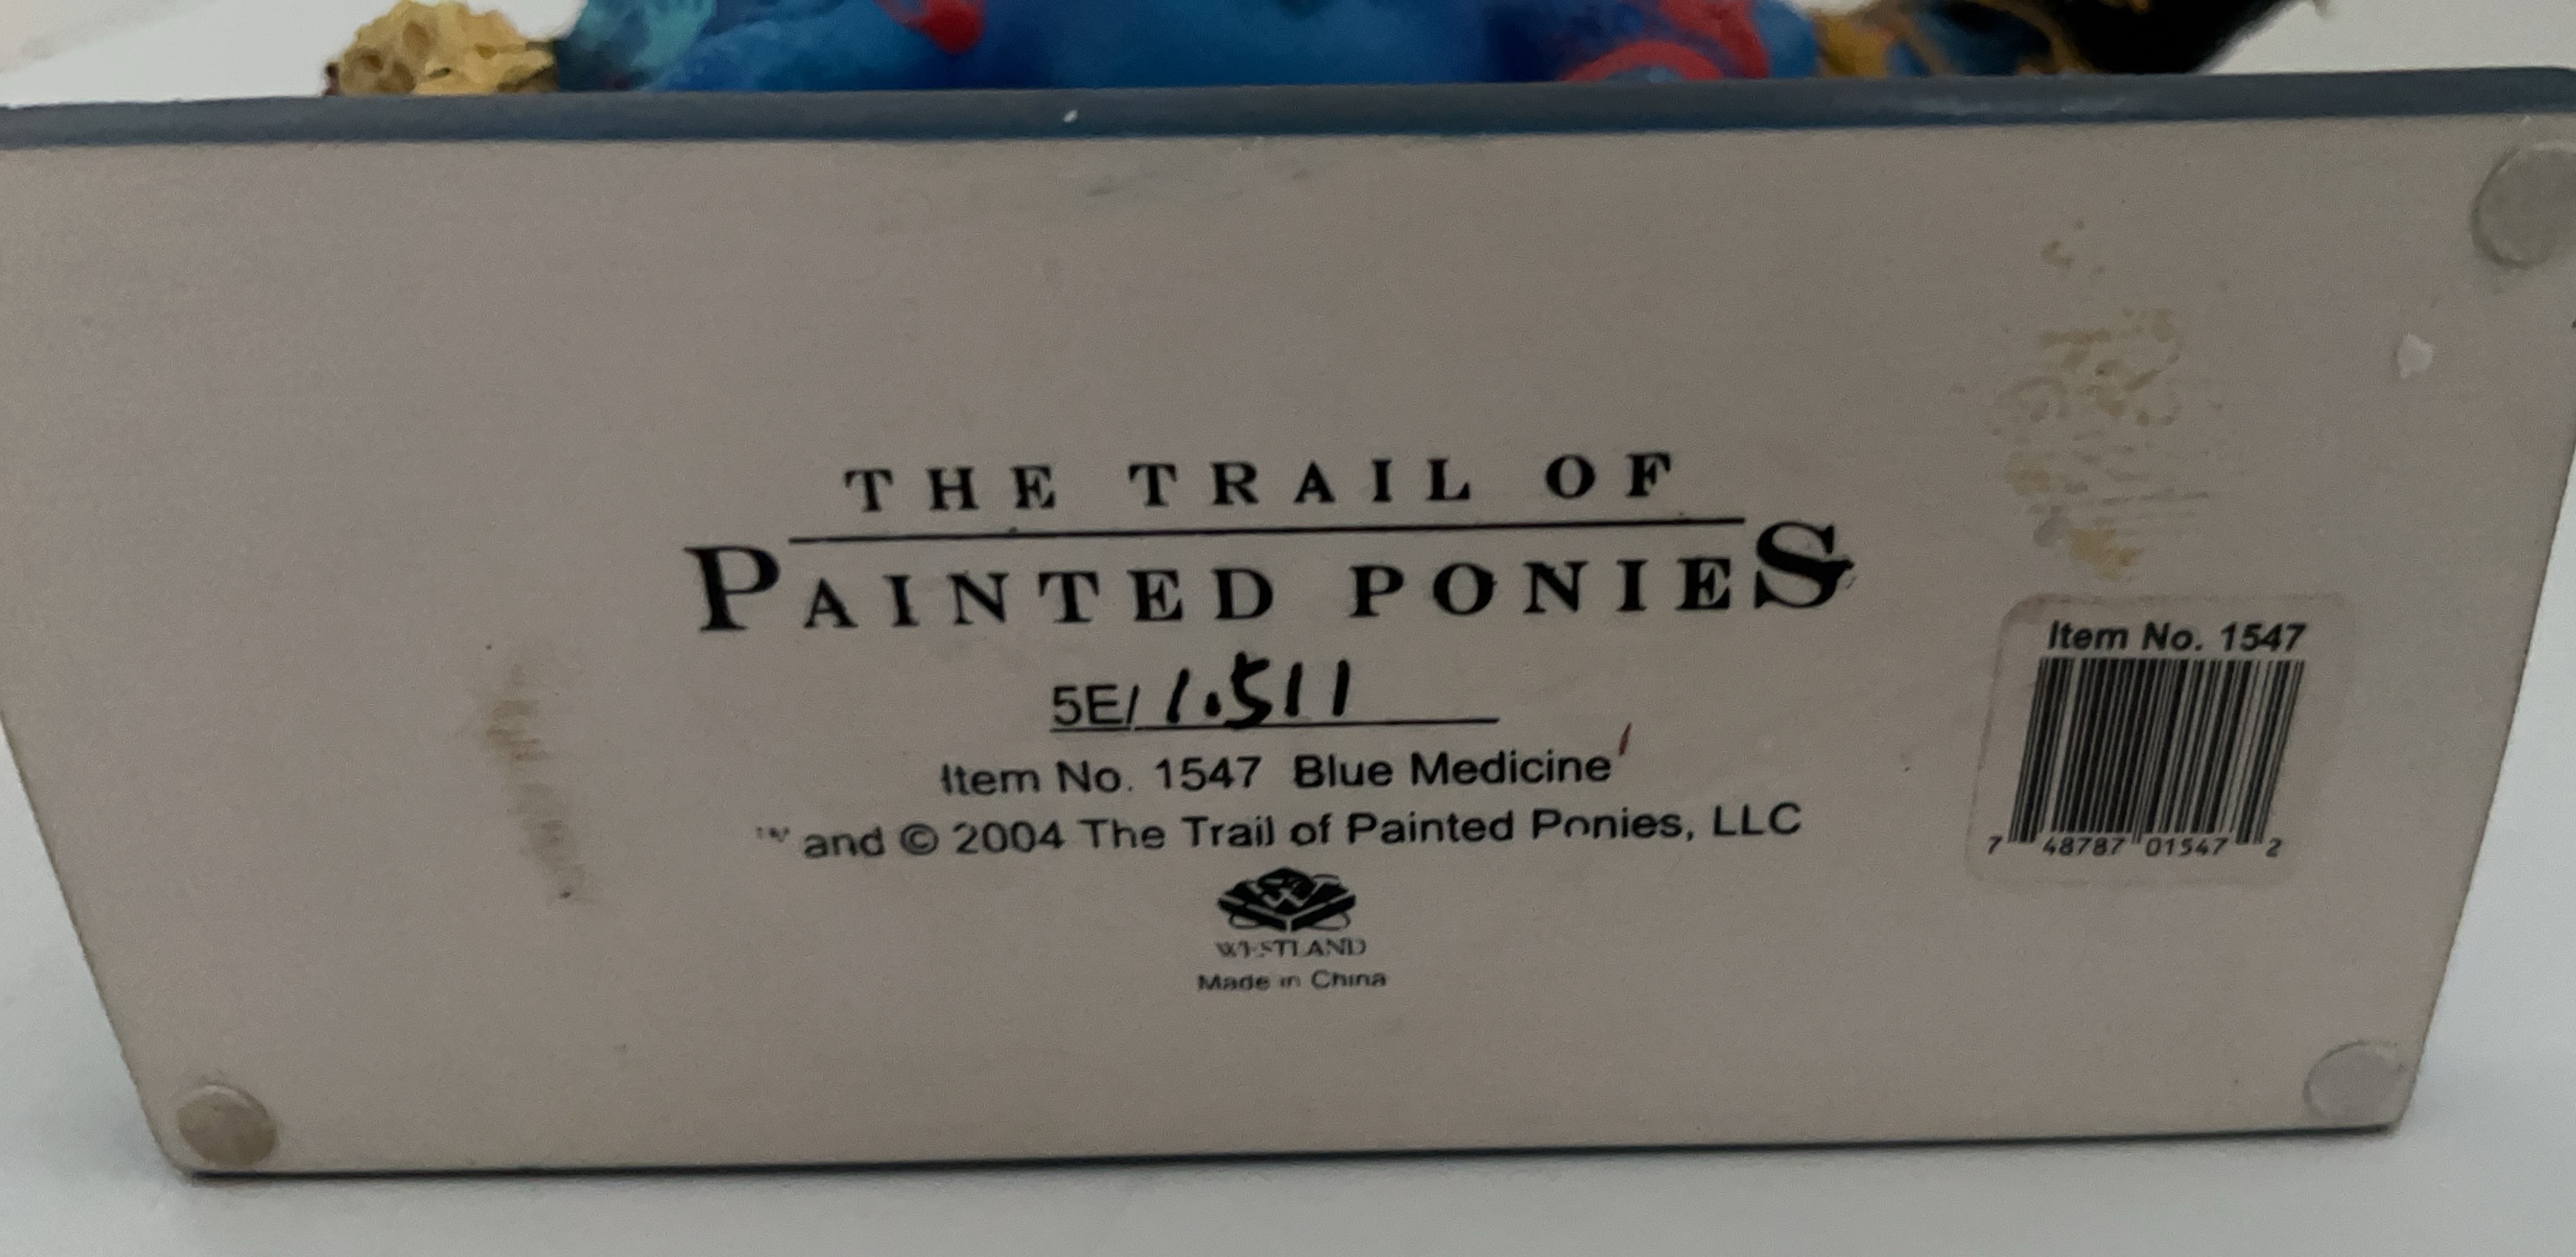 THE TRAIL OF
PAINTED PONIES
5E/ 1.511
Item No. 1547 Blue Medicine
™ and © 2004 The Trail of Painted Ponies, LLC
WESTLAND
Made in China
Item No. 1547
7 48787 01547 2